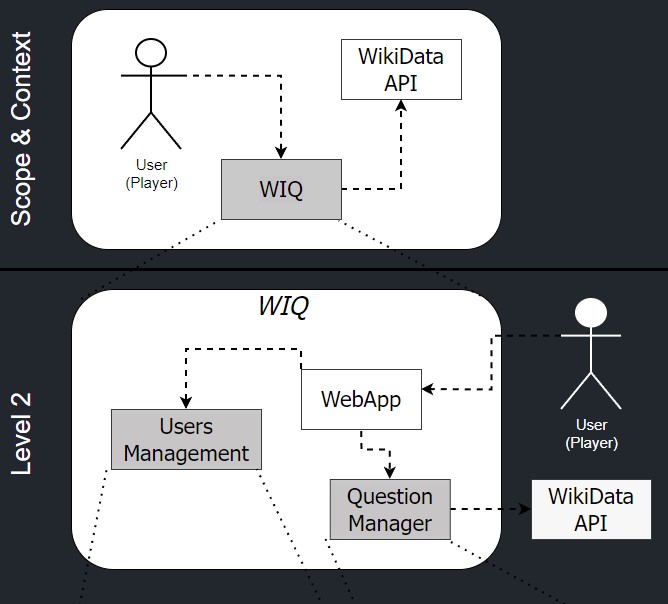 Scope & Context
WikiData
API
User
(Player)
WIQ
Level 2
WIQ
WebApp
Users
Management
Question
Manager
User
(Player)
WikiData
API